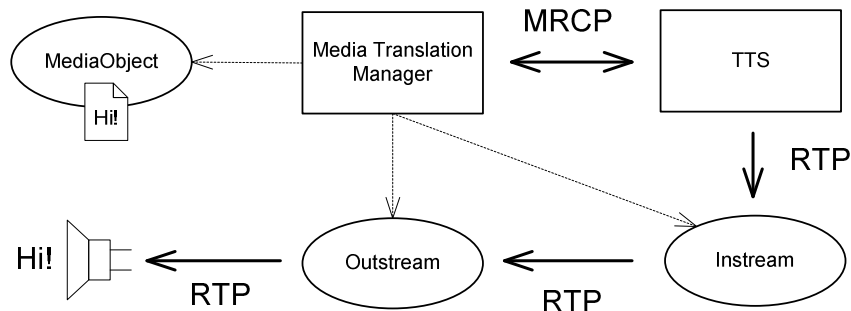 MRCP
MediaObject
Media Translation
Manager
TTS
Hi!
RTP
Hi!
Outstream
Instream
RTP
RTP